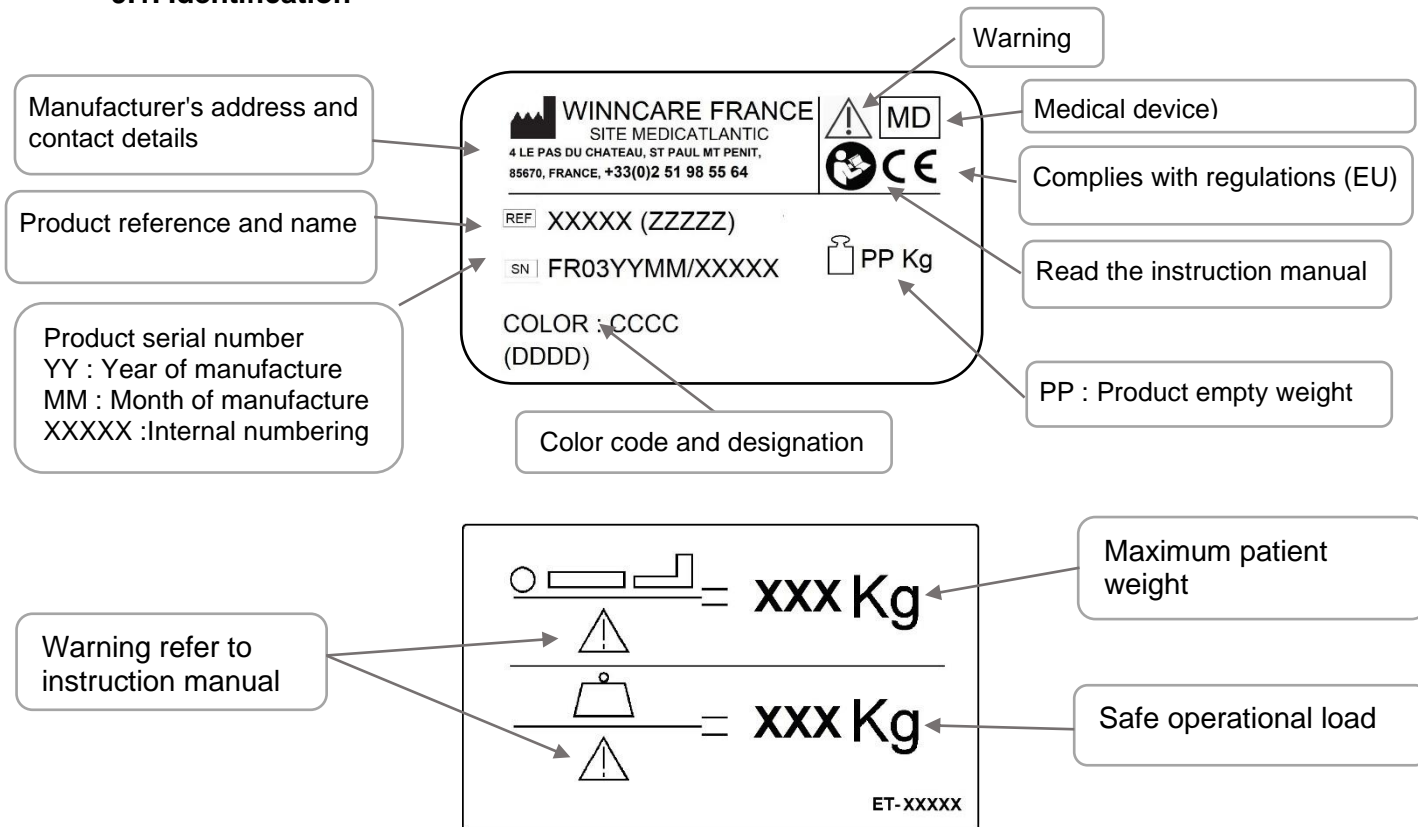 Warning
Manufacturer's address and
contact details
WINNCARE FRANCE
SITE MEDICATLANTIC
4 LE PAS DU CHATEAU, ST PAUL MT PENIT,
85670, FRANCE, +33(0)2 51 98 55 64
MD
CE
Medical device)
Complies with regulations (EU)
Product reference and name
REF XXXXX (ZZZZZ)
SN FR03YYMM/XXXXX
PP Kg
Read the instruction manual
Product serial number
YY : Year of manufacture
MM : Month of manufacture
XXXXX :Internal numbering
COLOR : CCCC
(DDDD)
PP : Product empty weight
Color code and designation
= XXX Kg
Maximum patient
weight
Warning refer to
instruction manual
= XXX Kg
Safe operational load
ET-XXXXX